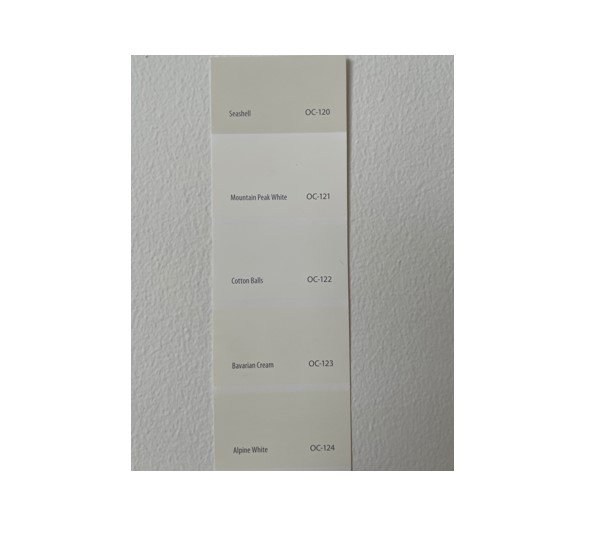 Seashell OC-120
Mountain Peak White OC-121
Cotton Balls OC-122
Bavarian Cream OC-123
Alpine White OC-124